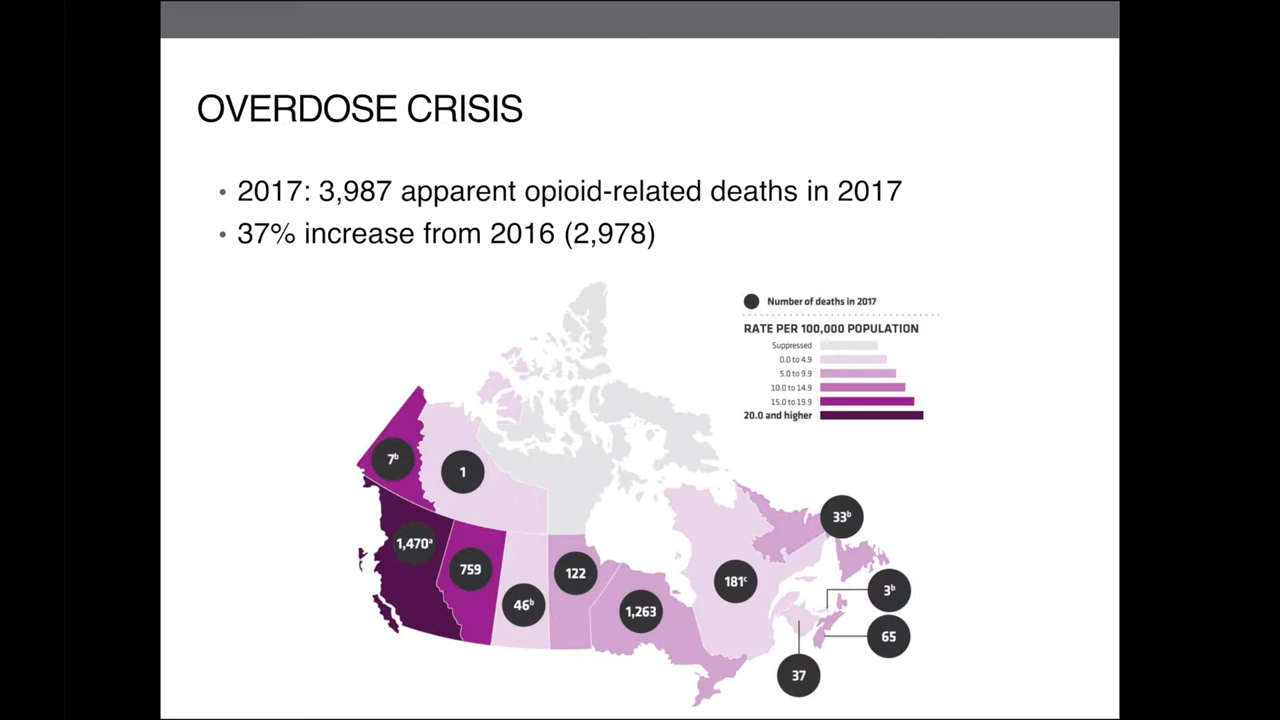 OVERDOSE CRISIS
• 2017: 3,987 apparent opioid-related deaths in 2017
• 37% increase from 2016 (2,978)
Number of deaths in 2017
RATE PER 100,000 POPULATION
Suppressed
0.0 to 4.9
5.0 to 9.9
10.0 to 14.9
15.0 to 19.9
20.0 and higher
7ᵇ
1
1,470ᵃ
759
46ᵇ
122
1,263
181ᶜ
33ᵇ
3ᵇ
65
37